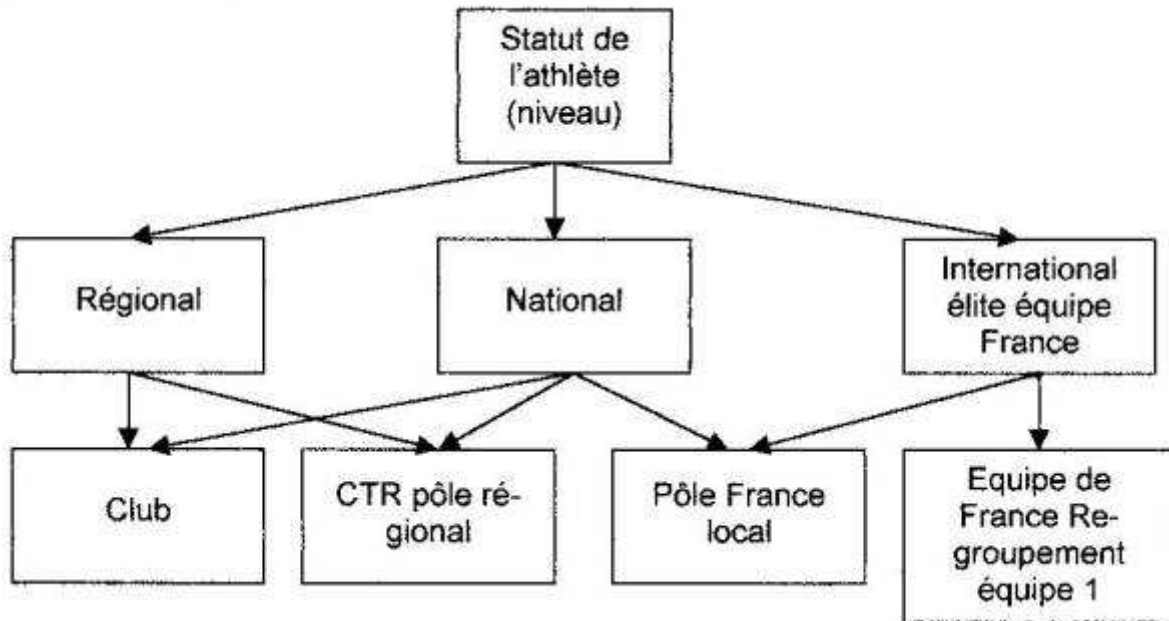 Statut de
l'athlète
(niveau)
Régional
National
International
élite équipe
France
Club
CTR pôle ré-
gional
Pôle France
local
Equipe de
France Re-
groupement
équipe 1